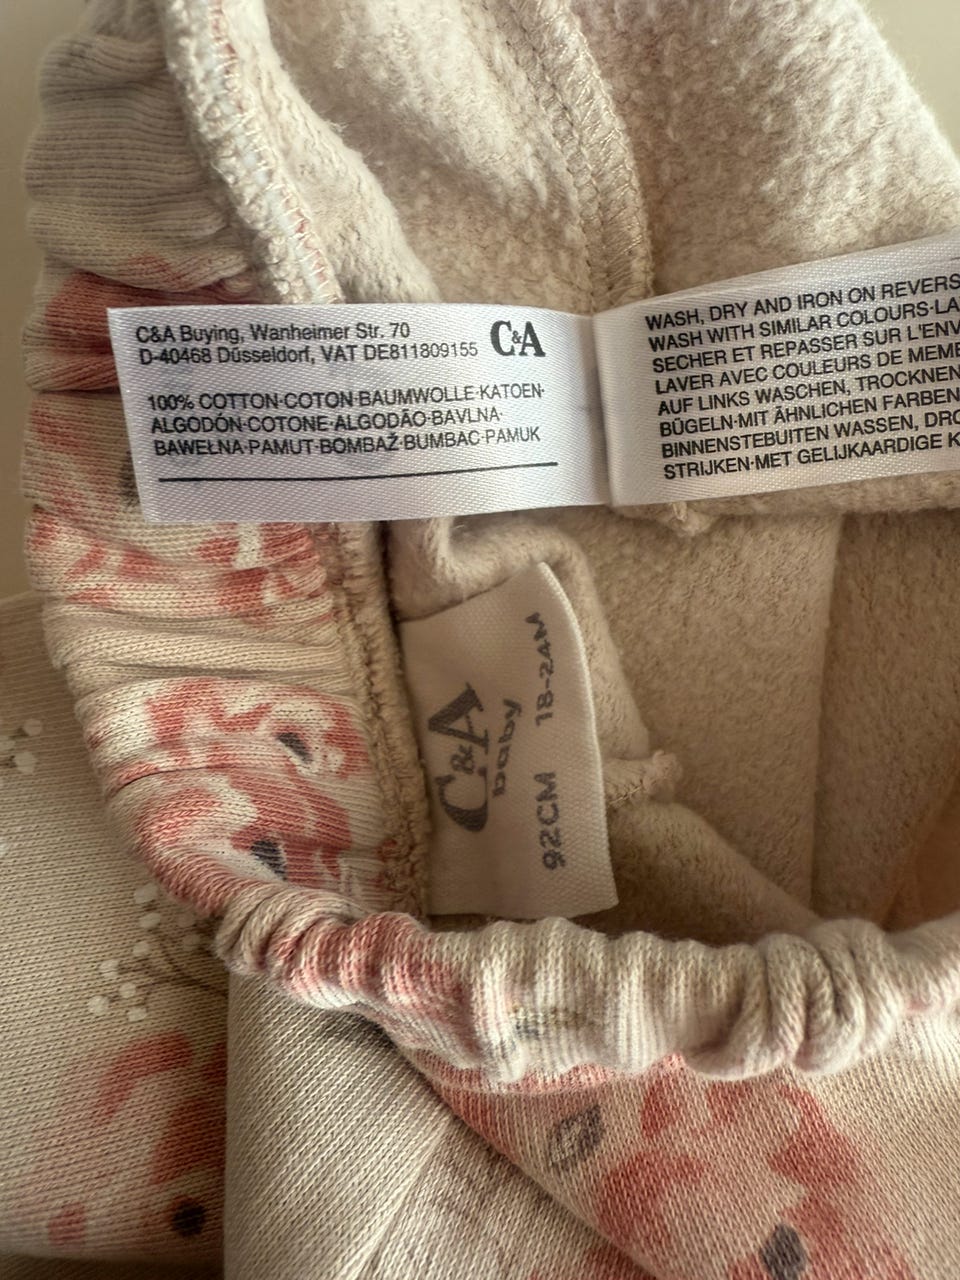 C&A Buying, Wanheimer Str. 70
D-40468 Düsseldorf, VAT DE811809155
C&A
100% COTTON·COTON·BAUMWOLLE·KATOEN·
ALGODÓN·COTONE·ALGODÃO·BAVLNA·
BAWEŁNA·PAMUT·BOMBAŽ·BUMBAC·PAMUK
WASH, DRY AND IRON ON REVERS
WASH WITH SIMILAR COLOURS·LA
SECHER ET REPASSER SUR L'ENV
LAVER AVEC COULEURS DE MEME
AUF LINKS WASCHEN, TROCKNEN
BÜGELN·MIT ÄHNLICHEN FARBEN
BINNENSTEBUITEN WASSEN, DRO
STRIJKEN·MET GELIJKAARDIGE K
C&A
baby
92CM 18-24M